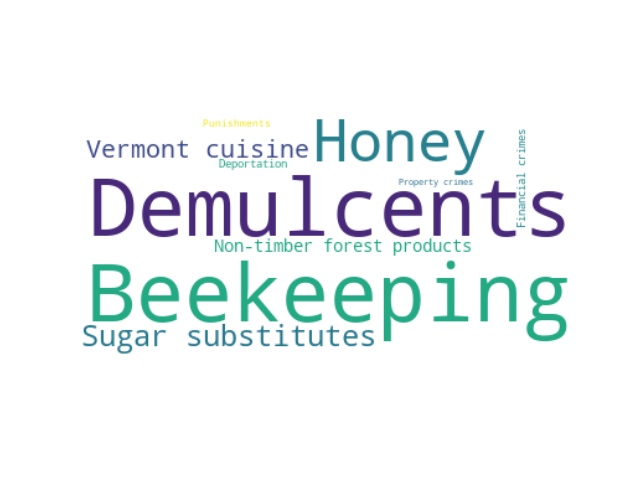 Punishments
Honey
Vermont cuisine
Deportation
Financial crimes
Demulcents
Property crimes
Non-timber forest products
Beekeeping
Sugar substitutes